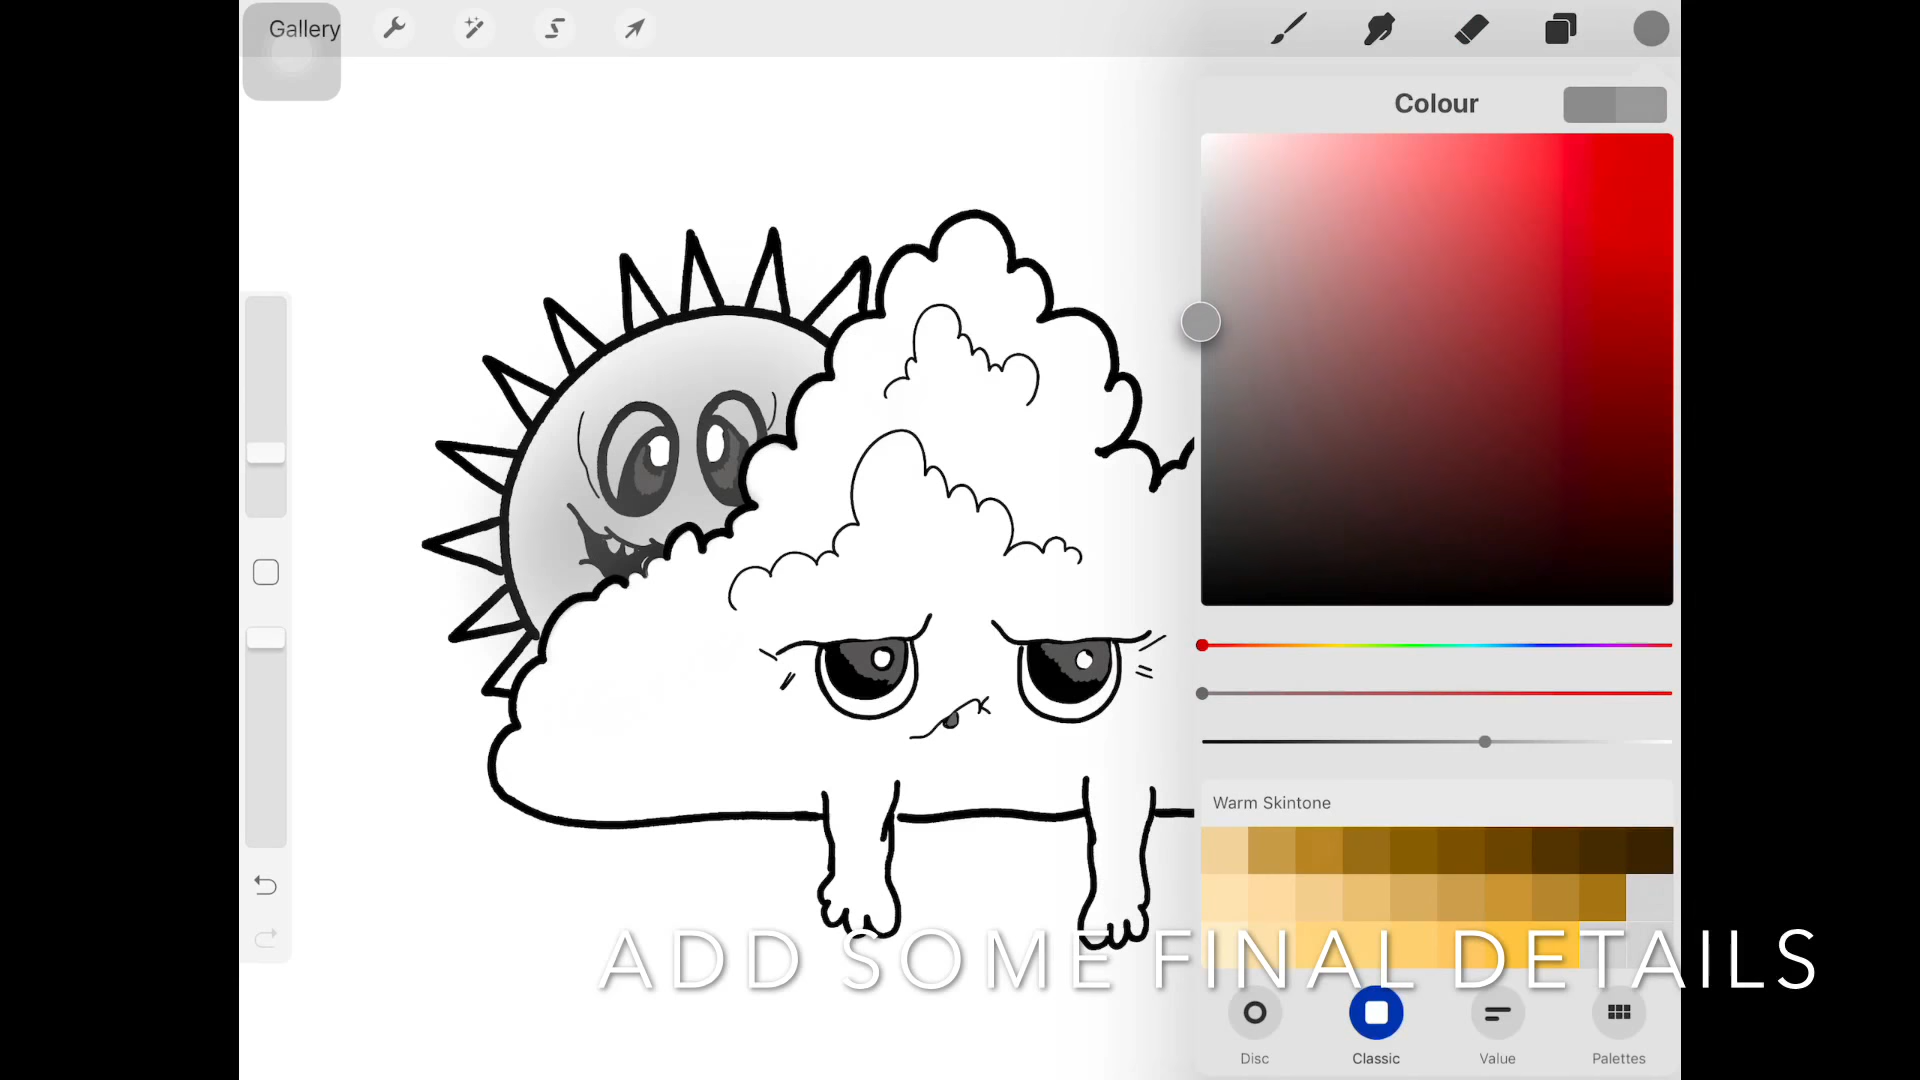 Gallery
Colour
Warm Skintone
ADD SOME FINAL DETAILS
Disc
Classic
Value
Palettes